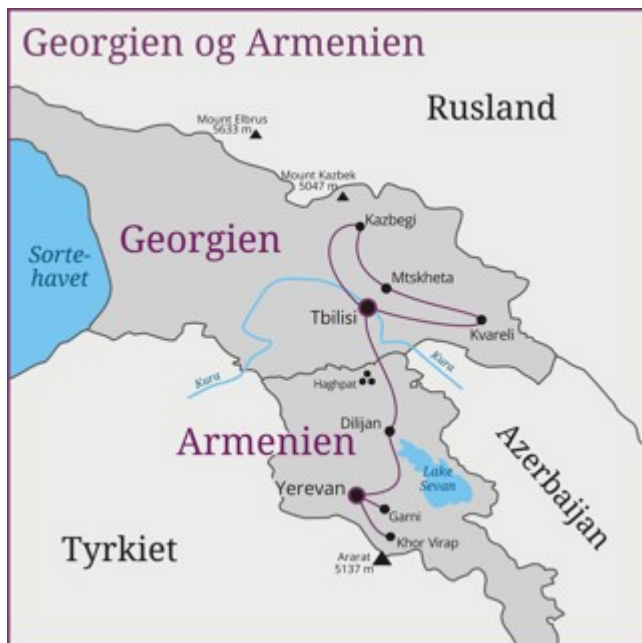 Georgien og Armenien
Rusland
Mount Elbrus
5633 m
Mount Kazbek
5047 m
Kazbegi
Georgien
Sorte-
havet
Mtskheta
Tbilisi
Kvareli
Kura
Kura
Haghpat
Dilijan
Armenien
Azerbaijan
Lake
Sevan
Yerevan
Garni
Tyrkiet
Khor Virap
Ararat
5137 m